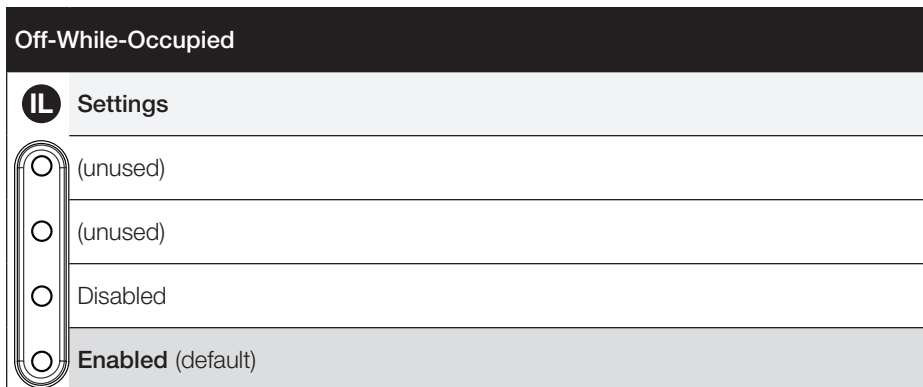 Off-While-Occupied
IL Settings
(unused)
(unused)
Disabled
Enabled (default)